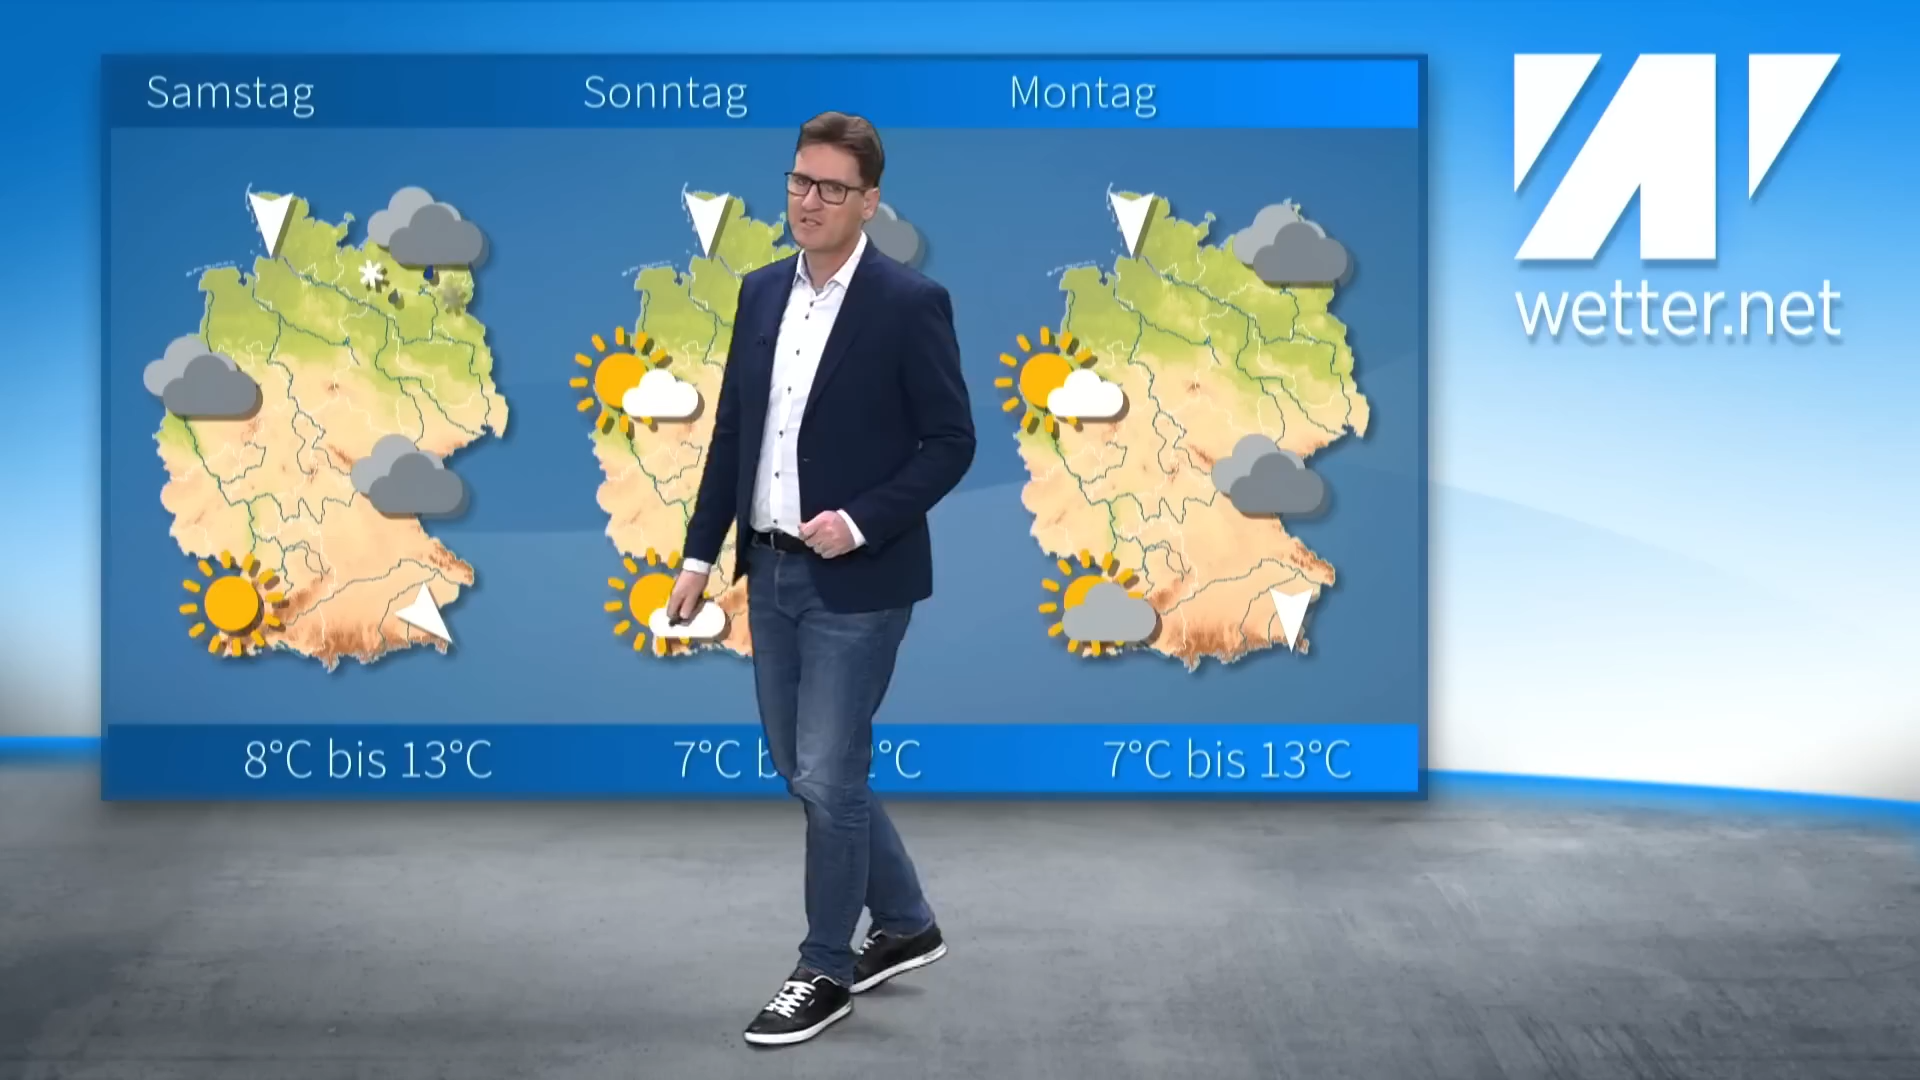 Samstag
Sonntag
Montag
wetter.net
8°C bis 13°C
7°C
°C
7°C bis 13°C